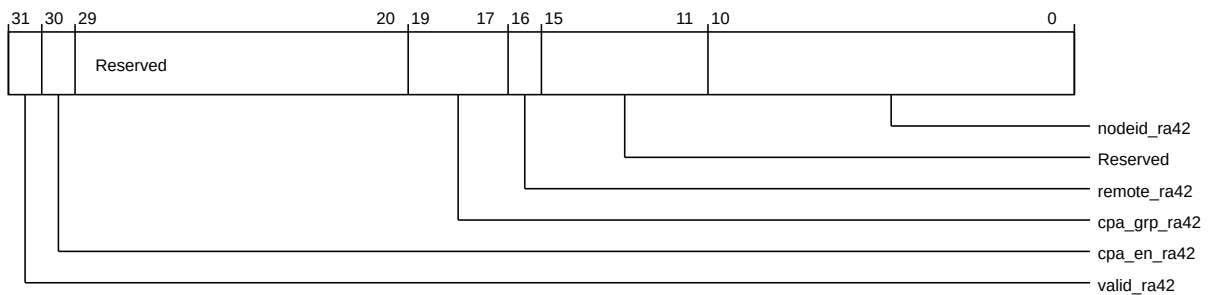 31 30 29 20 19 17 16 15 11 10 0
Reserved
nodeid_ra42
Reserved
remote_ra42
cpa_grp_ra42
cpa_en_ra42
valid_ra42